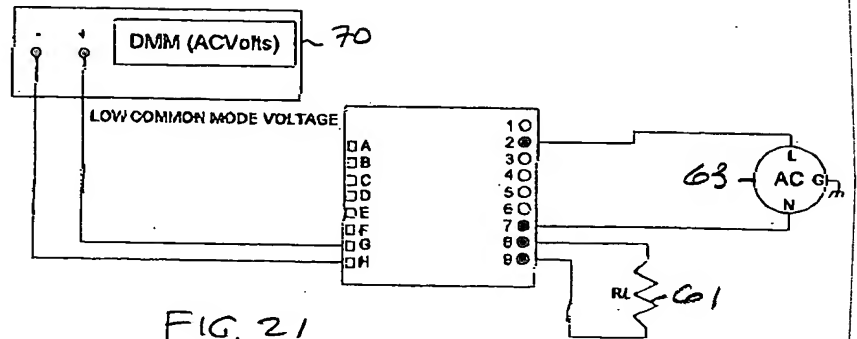 - +
DMM (ACVolts)
70
LOW COMMON MODE VOLTAGE
A
B
C
D
E
F
G
H
1
2
3
4
5
6
7
8
9
63
L
AC G
N
RL
61
FIG. 21